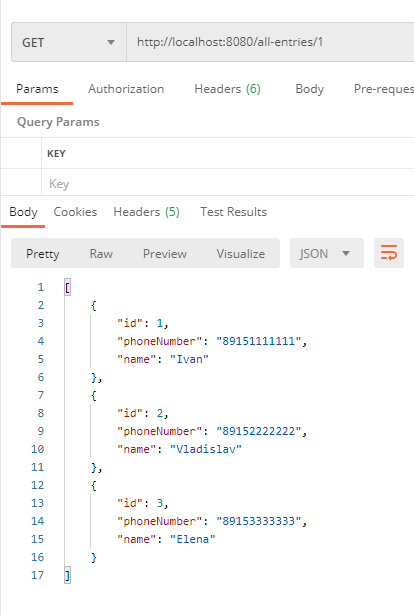 GET http://localhost:8080/all-entries/1
Params Authorization Headers (6) Body Pre-reques
Query Params
KEY
Key
Body Cookies Headers (5) Test Results
Pretty Raw Preview Visualize JSON
1 [
2 {
3 "id": 1,
4 "phoneNumber": "89151111111",
5 "name": "Ivan"
6 },
7 {
8 "id": 2,
9 "phoneNumber": "89152222222",
10 "name": "Vladislav"
11 },
12 {
13 "id": 3,
14 "phoneNumber": "89153333333",
15 "name": "Elena"
16 }
17 ]